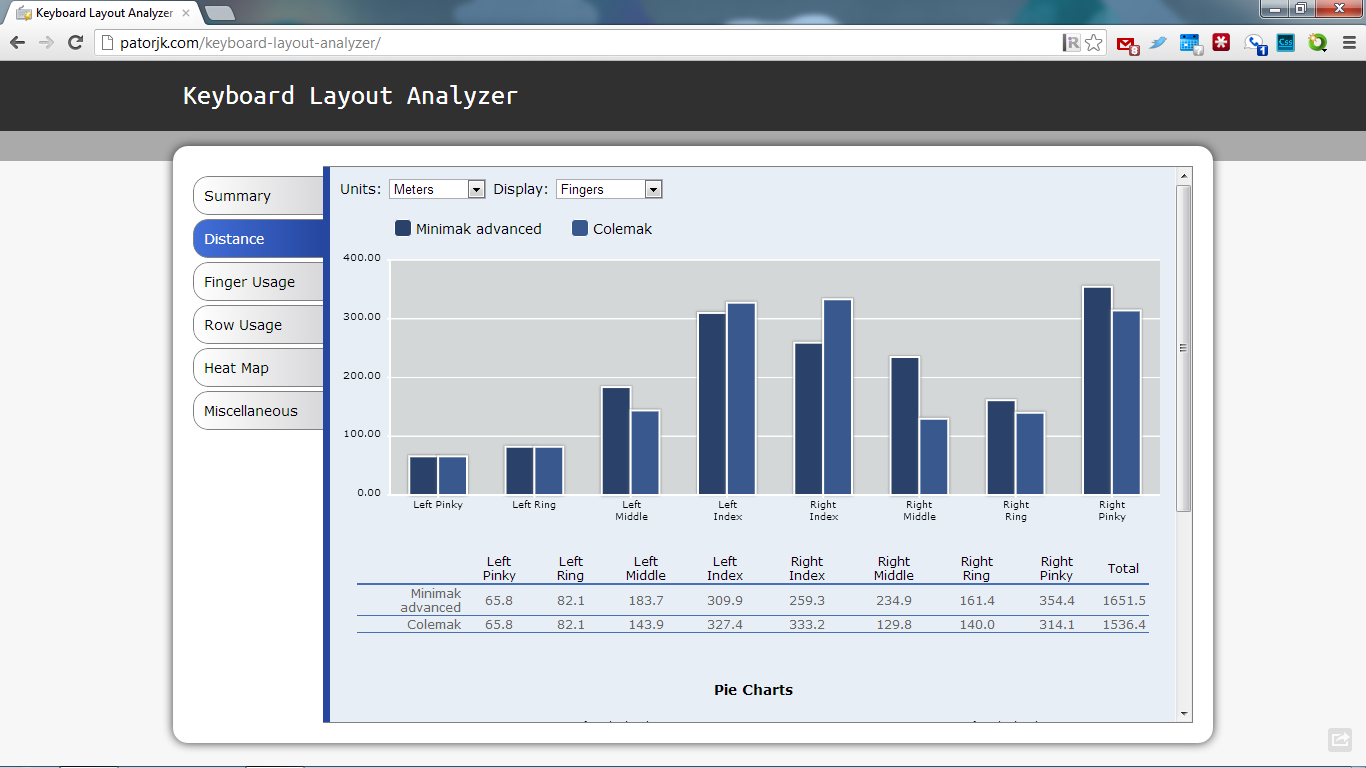 Keyboard Layout Analyzer
patorjk.com/keyboard-layout-analyzer/
Keyboard Layout Analyzer
Summary
Distance
Finger Usage
Row Usage
Heat Map
Miscellaneous
Units: Meters Display: Fingers
Minimak advanced Colemak
400.00
300.00
200.00
100.00
0.00
Left Pinky Left Ring Left Middle Left Index Right Index Right Middle Right Ring Right Pinky
Left Pinky Left Ring Left Middle Left Index Right Index Right Middle Right Ring Right Pinky Total
Minimak advanced 65.8 82.1 183.7 309.9 259.3 234.9 161.4 354.4 1651.5
Colemak 65.8 82.1 143.9 327.4 333.2 129.8 140.0 314.1 1536.4
Pie Charts